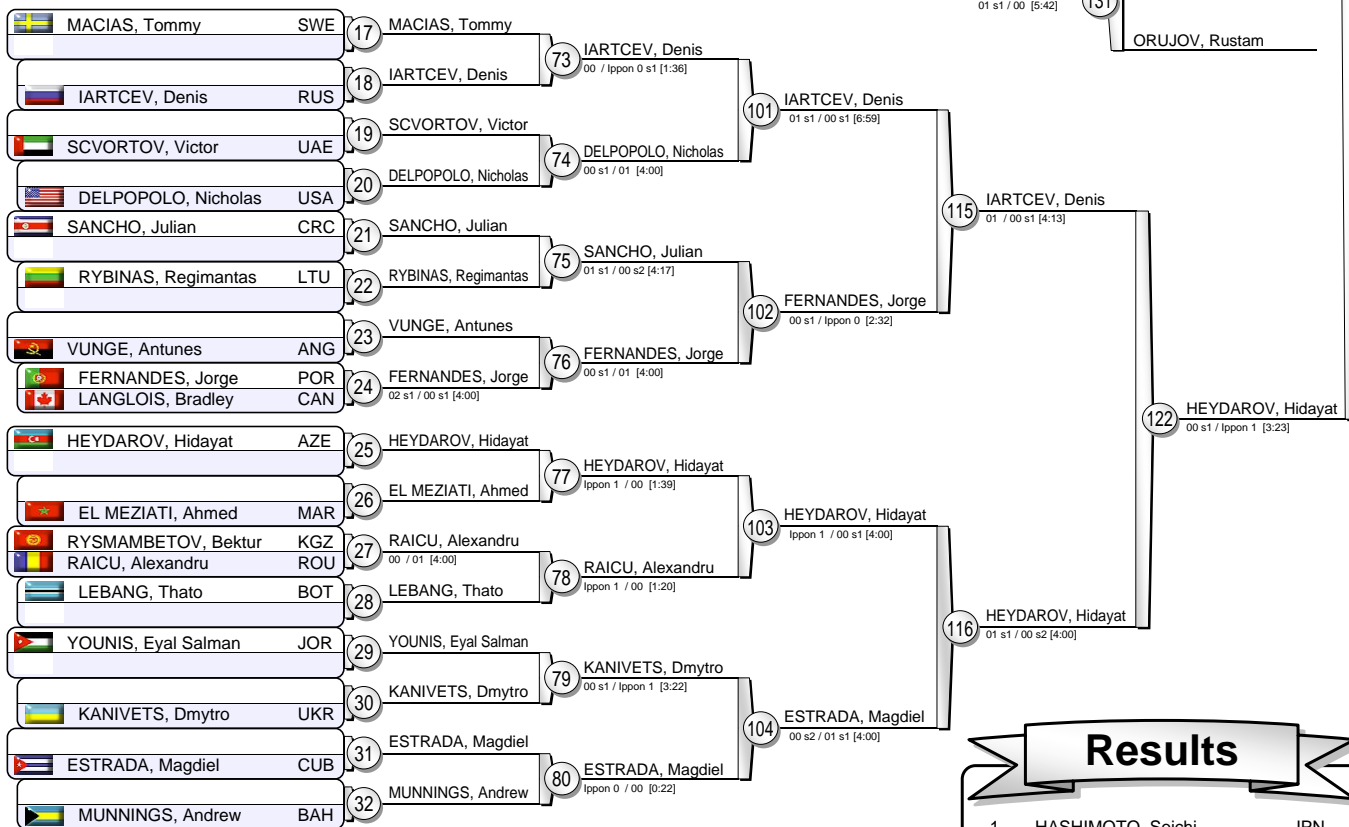 01 s1 / 00 [5:42]
131
ORUJOV, Rustam
MACIAS, Tommy SWE
17
MACIAS, Tommy
73
IARTCEV, Denis
00 / Ippon 0 s1 [1:36]
IARTCEV, Denis RUS
18
IARTCEV, Denis
101
IARTCEV, Denis
01 s1 / 00 s1 [6:59]
SCVORTOV, Victor UAE
19
SCVORTOV, Victor
74
DELPOPOLO, Nicholas
00 s1 / 01 [4:00]
DELPOPOLO, Nicholas USA
20
DELPOPOLO, Nicholas
115
IARTCEV, Denis
01 / 00 s1 [4:13]
SANCHO, Julian CRC
21
SANCHO, Julian
75
SANCHO, Julian
01 s1 / 00 s2 [4:17]
RYBINAS, Regimantas LTU
22
RYBINAS, Regimantas
102
FERNANDES, Jorge
00 s1 / Ippon 0 [2:32]
VUNGE, Antunes ANG
23
VUNGE, Antunes
76
FERNANDES, Jorge
00 s1 / 01 [4:00]
FERNANDES, Jorge POR
LANGLOIS, Bradley CAN
24
FERNANDES, Jorge
02 s1 / 00 s1 [4:00]
122
HEYDAROV, Hidayat
00 s1 / Ippon 1 [3:23]
HEYDAROV, Hidayat AZE
25
HEYDAROV, Hidayat
77
HEYDAROV, Hidayat
Ippon 1 / 00 [1:39]
EL MEZIATI, Ahmed MAR
26
EL MEZIATI, Ahmed
103
HEYDAROV, Hidayat
Ippon 1 / 00 s1 [4:00]
RYSMAMBETOV, Bektur KGZ
RAICU, Alexandru ROU
27
RAICU, Alexandru
00 / 01 [4:00]
78
RAICU, Alexandru
Ippon 1 / 00 [1:20]
LEBANG, Thato BOT
28
LEBANG, Thato
116
HEYDAROV, Hidayat
01 s1 / 00 s2 [4:00]
YOUNIS, Eyal Salman JOR
29
YOUNIS, Eyal Salman
79
KANIVETS, Dmytro
00 s1 / Ippon 1 [3:22]
KANIVETS, Dmytro UKR
30
KANIVETS, Dmytro
104
ESTRADA, Magdiel
00 s2 / 01 s1 [4:00]
ESTRADA, Magdiel CUB
31
ESTRADA, Magdiel
80
ESTRADA, Magdiel
Ippon 0 / 00 [0:22]
MUNNINGS, Andrew BAH
32
MUNNINGS, Andrew
Results
1 HASHIMOTO, Soichi JPN